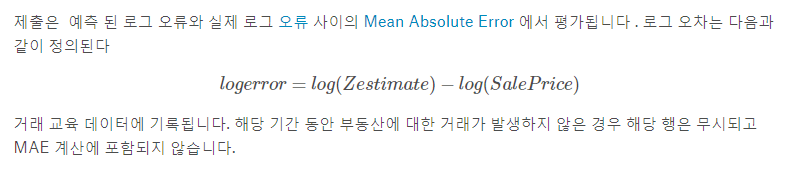 제출은 예측 된 로그 오류와 실제 로그 오류 사이의 Mean Absolute Error 에서 평가됩니다 . 로그 오차는 다음과
같이 정의된다
logerror = log(Zestimate) − log(SalePrice)
거래 교육 데이터에 기록됩니다. 해당 기간 동안 부동산에 대한 거래가 발생하지 않은 경우 해당 행은 무시되고
MAE 계산에 포함되지 않습니다.